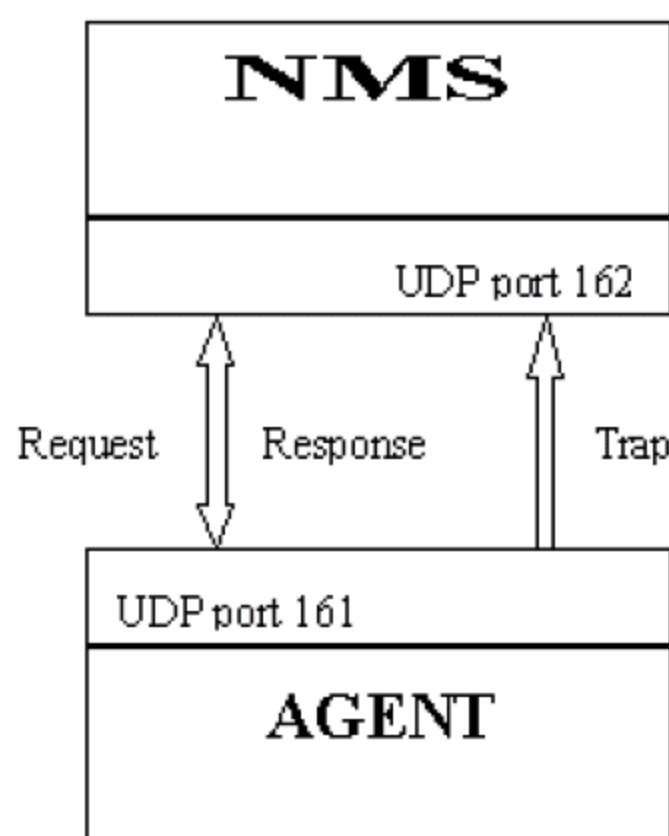 NMS
UDP port 162
Request
Response
Trap
UDP port 161
AGENT